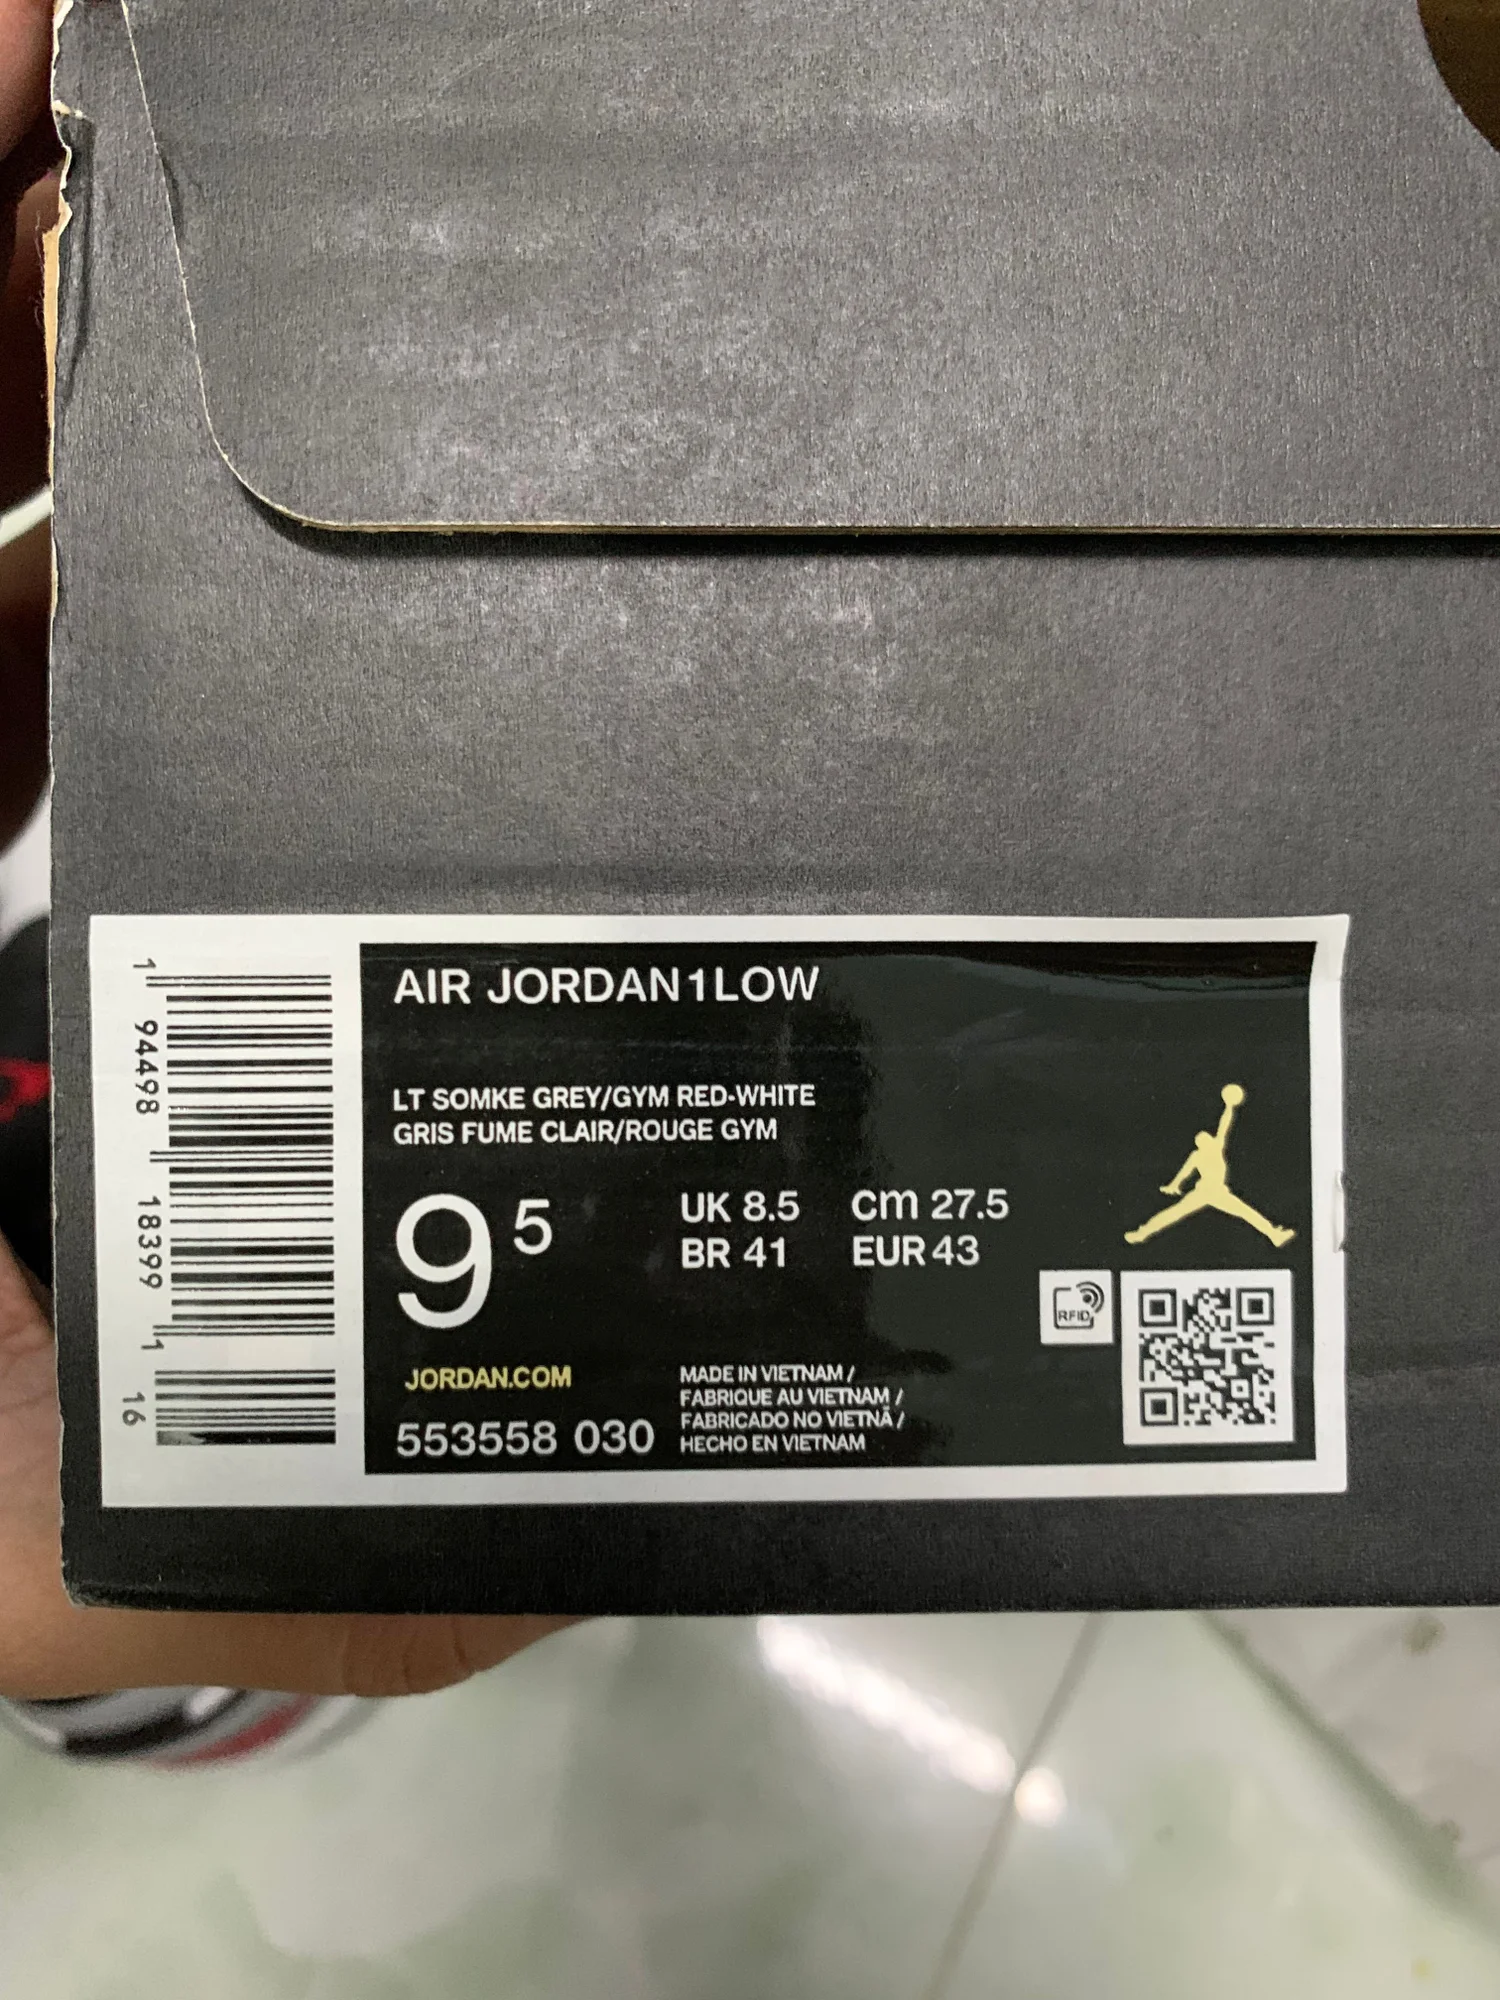 AIR JORDAN1LOW
LT SOMKE GREY/GYM RED-WHITE
GRIS FUME CLAIR/ROUGE GYM
9 5
UK 8.5 cm 27.5
BR 41 EUR43
RFID
JORDAN.COM
553558 030
MADE IN VIETNAM /
FABRIQUE AU VIETNAM /
FABRICADO NO VIETNÃ /
HECHO EN VIETNAM
1 94498 18399 1 16